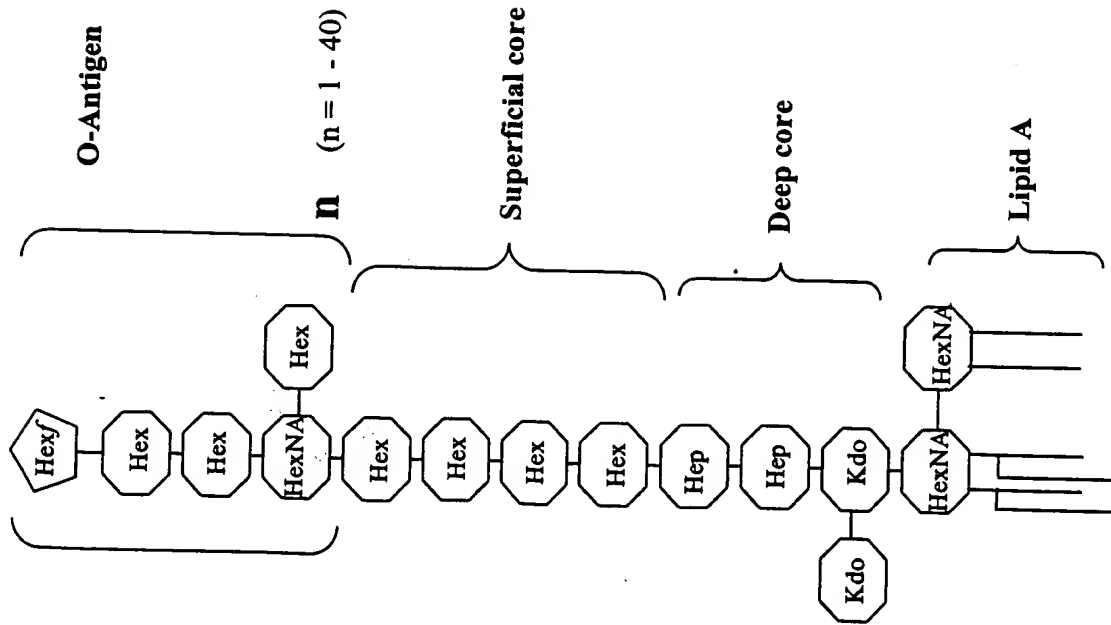 O-Antigen
n (n = 1 - 40)
Superficial core
Deep core
Lipid A
Hexf
Hex
Hex
HexNA
Hex
Hex
Hex
Hex
Hex
Hep
Hep
Kdo
Kdo
HexNA
HexNA